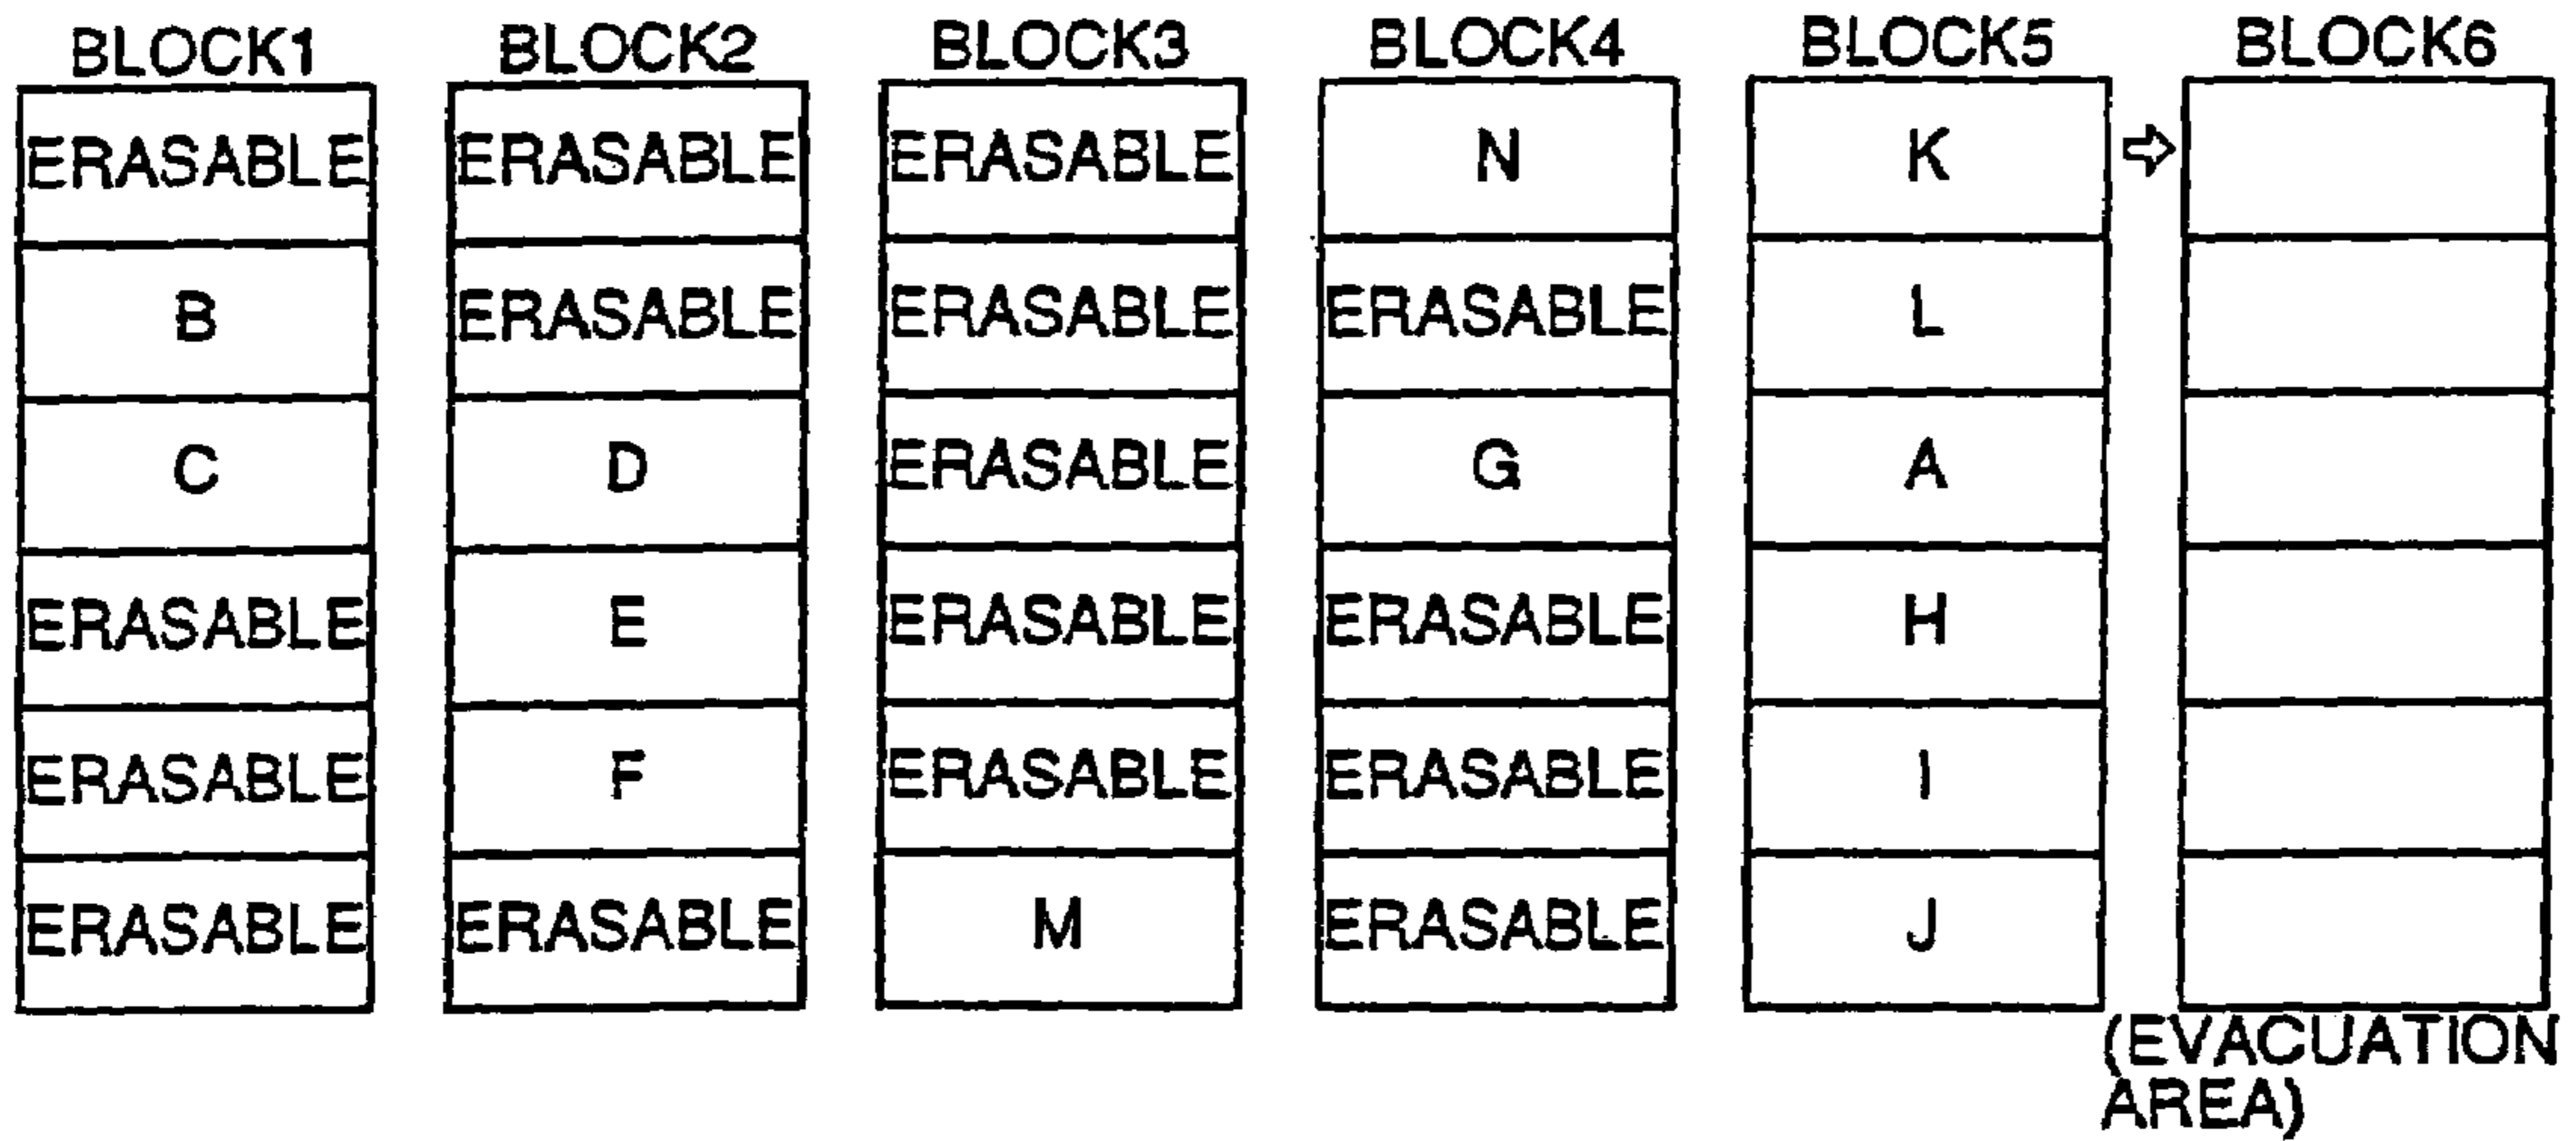 BLOCK1 BLOCK2 BLOCK3 BLOCK4 BLOCK5 BLOCK6
ERASABLE ERASABLE ERASABLE N K ⇨
B ERASABLE ERASABLE ERASABLE L
C D ERASABLE G A
ERASABLE E ERASABLE ERASABLE H
ERASABLE F ERASABLE ERASABLE I
ERASABLE ERASABLE M ERASABLE J
(EVACUATION
AREA)